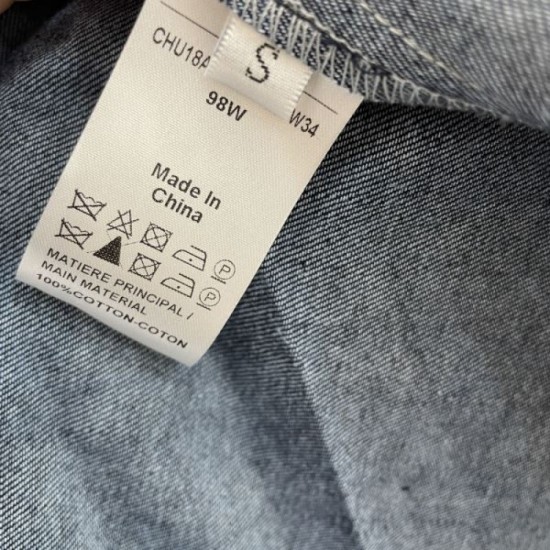 S
CHU18A
98W
W34
Made In
China
MATIERE PRINCIPAL /
MAIN MATERIAL
100%COTTON-COTON